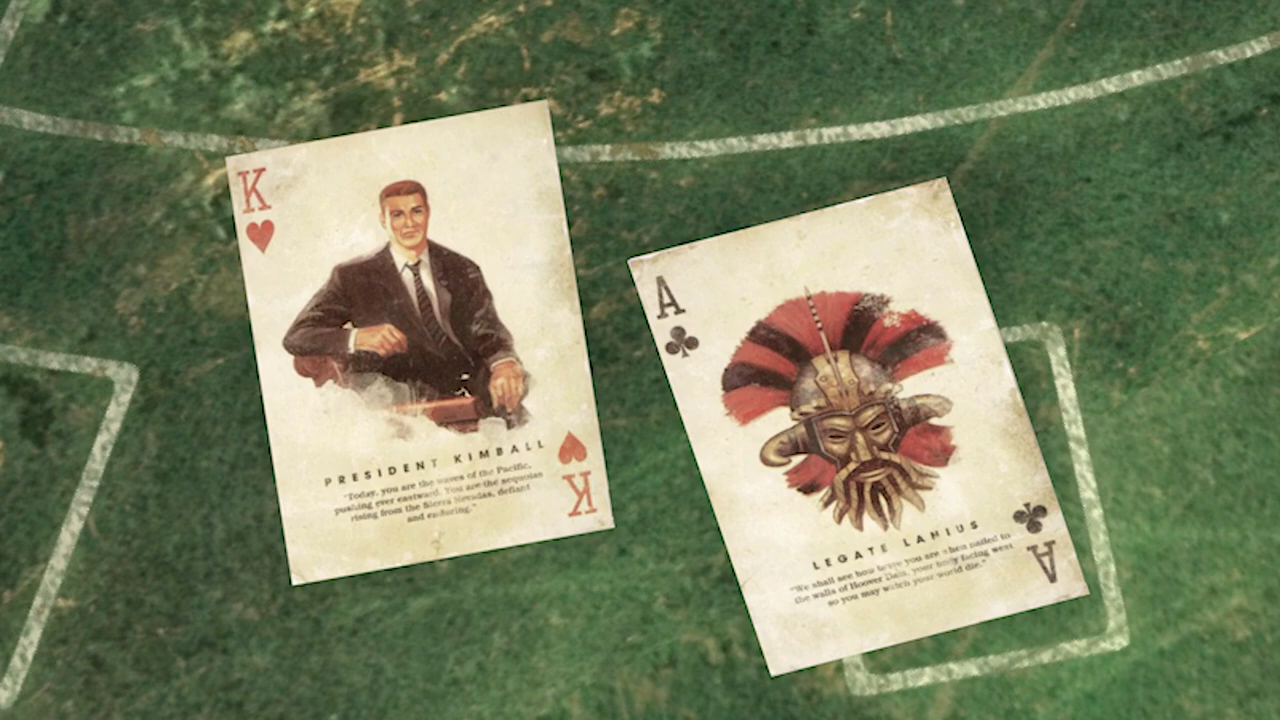 K
PRESIDENT KIMBALL
"Today, you are the waves of the Pacific,
pushing ever eastward. You are the sequoias
rising from the Sierra Nevadas, defiant
and enduring."
K
A
LEGATE LANIUS
"We shall see how brave you are when nailed to
the walls of Hoover Dam, your body facing west
so you may watch your world die."
A